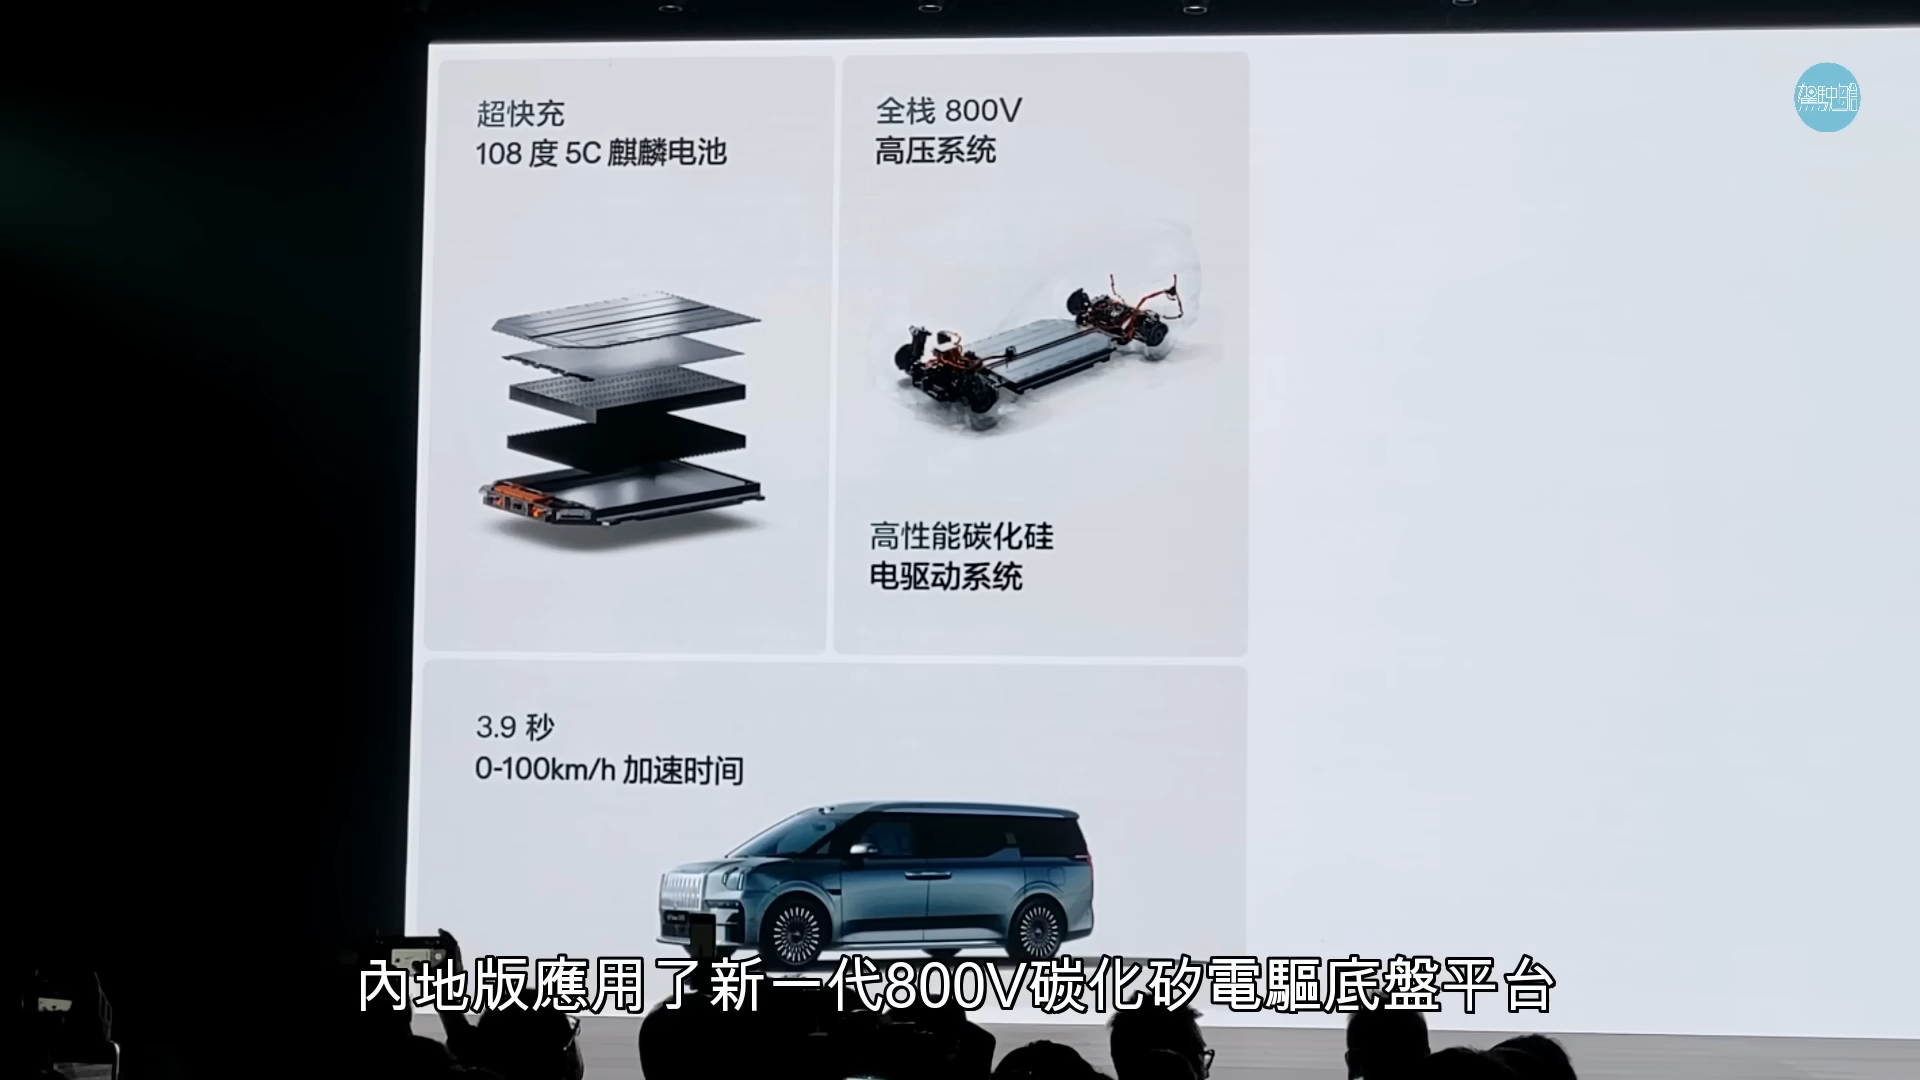 超快充
108 度 5C 麒麟电池
全栈 800V
高压系统
高性能碳化硅
电驱动系统
3.9 秒
0-100km/h 加速时间
駕駛艙
內地版應用了新一代800V碳化矽電驅底盤平台